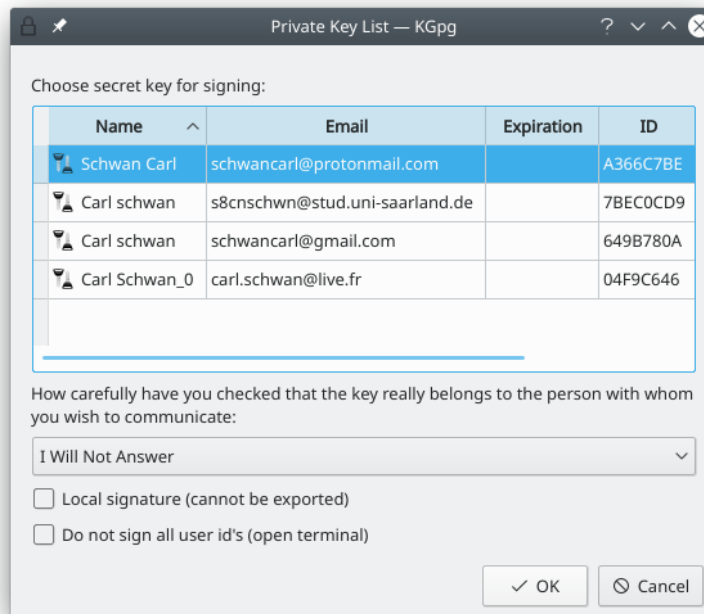 Private Key List — KGpg
Choose secret key for signing:
Name Email Expiration ID
Schwan Carl schwancarl@protonmail.com A366C7BE
Carl schwan s8cnschwn@stud.uni-saarland.de 7BEC0CD9
Carl schwan schwancarl@gmail.com 649B780A
Carl Schwan_0 carl.schwan@live.fr 04F9C646
How carefully have you checked that the key really belongs to the person with whom
you wish to communicate:
I Will Not Answer
Local signature (cannot be exported)
Do not sign all user id's (open terminal)
OK Cancel